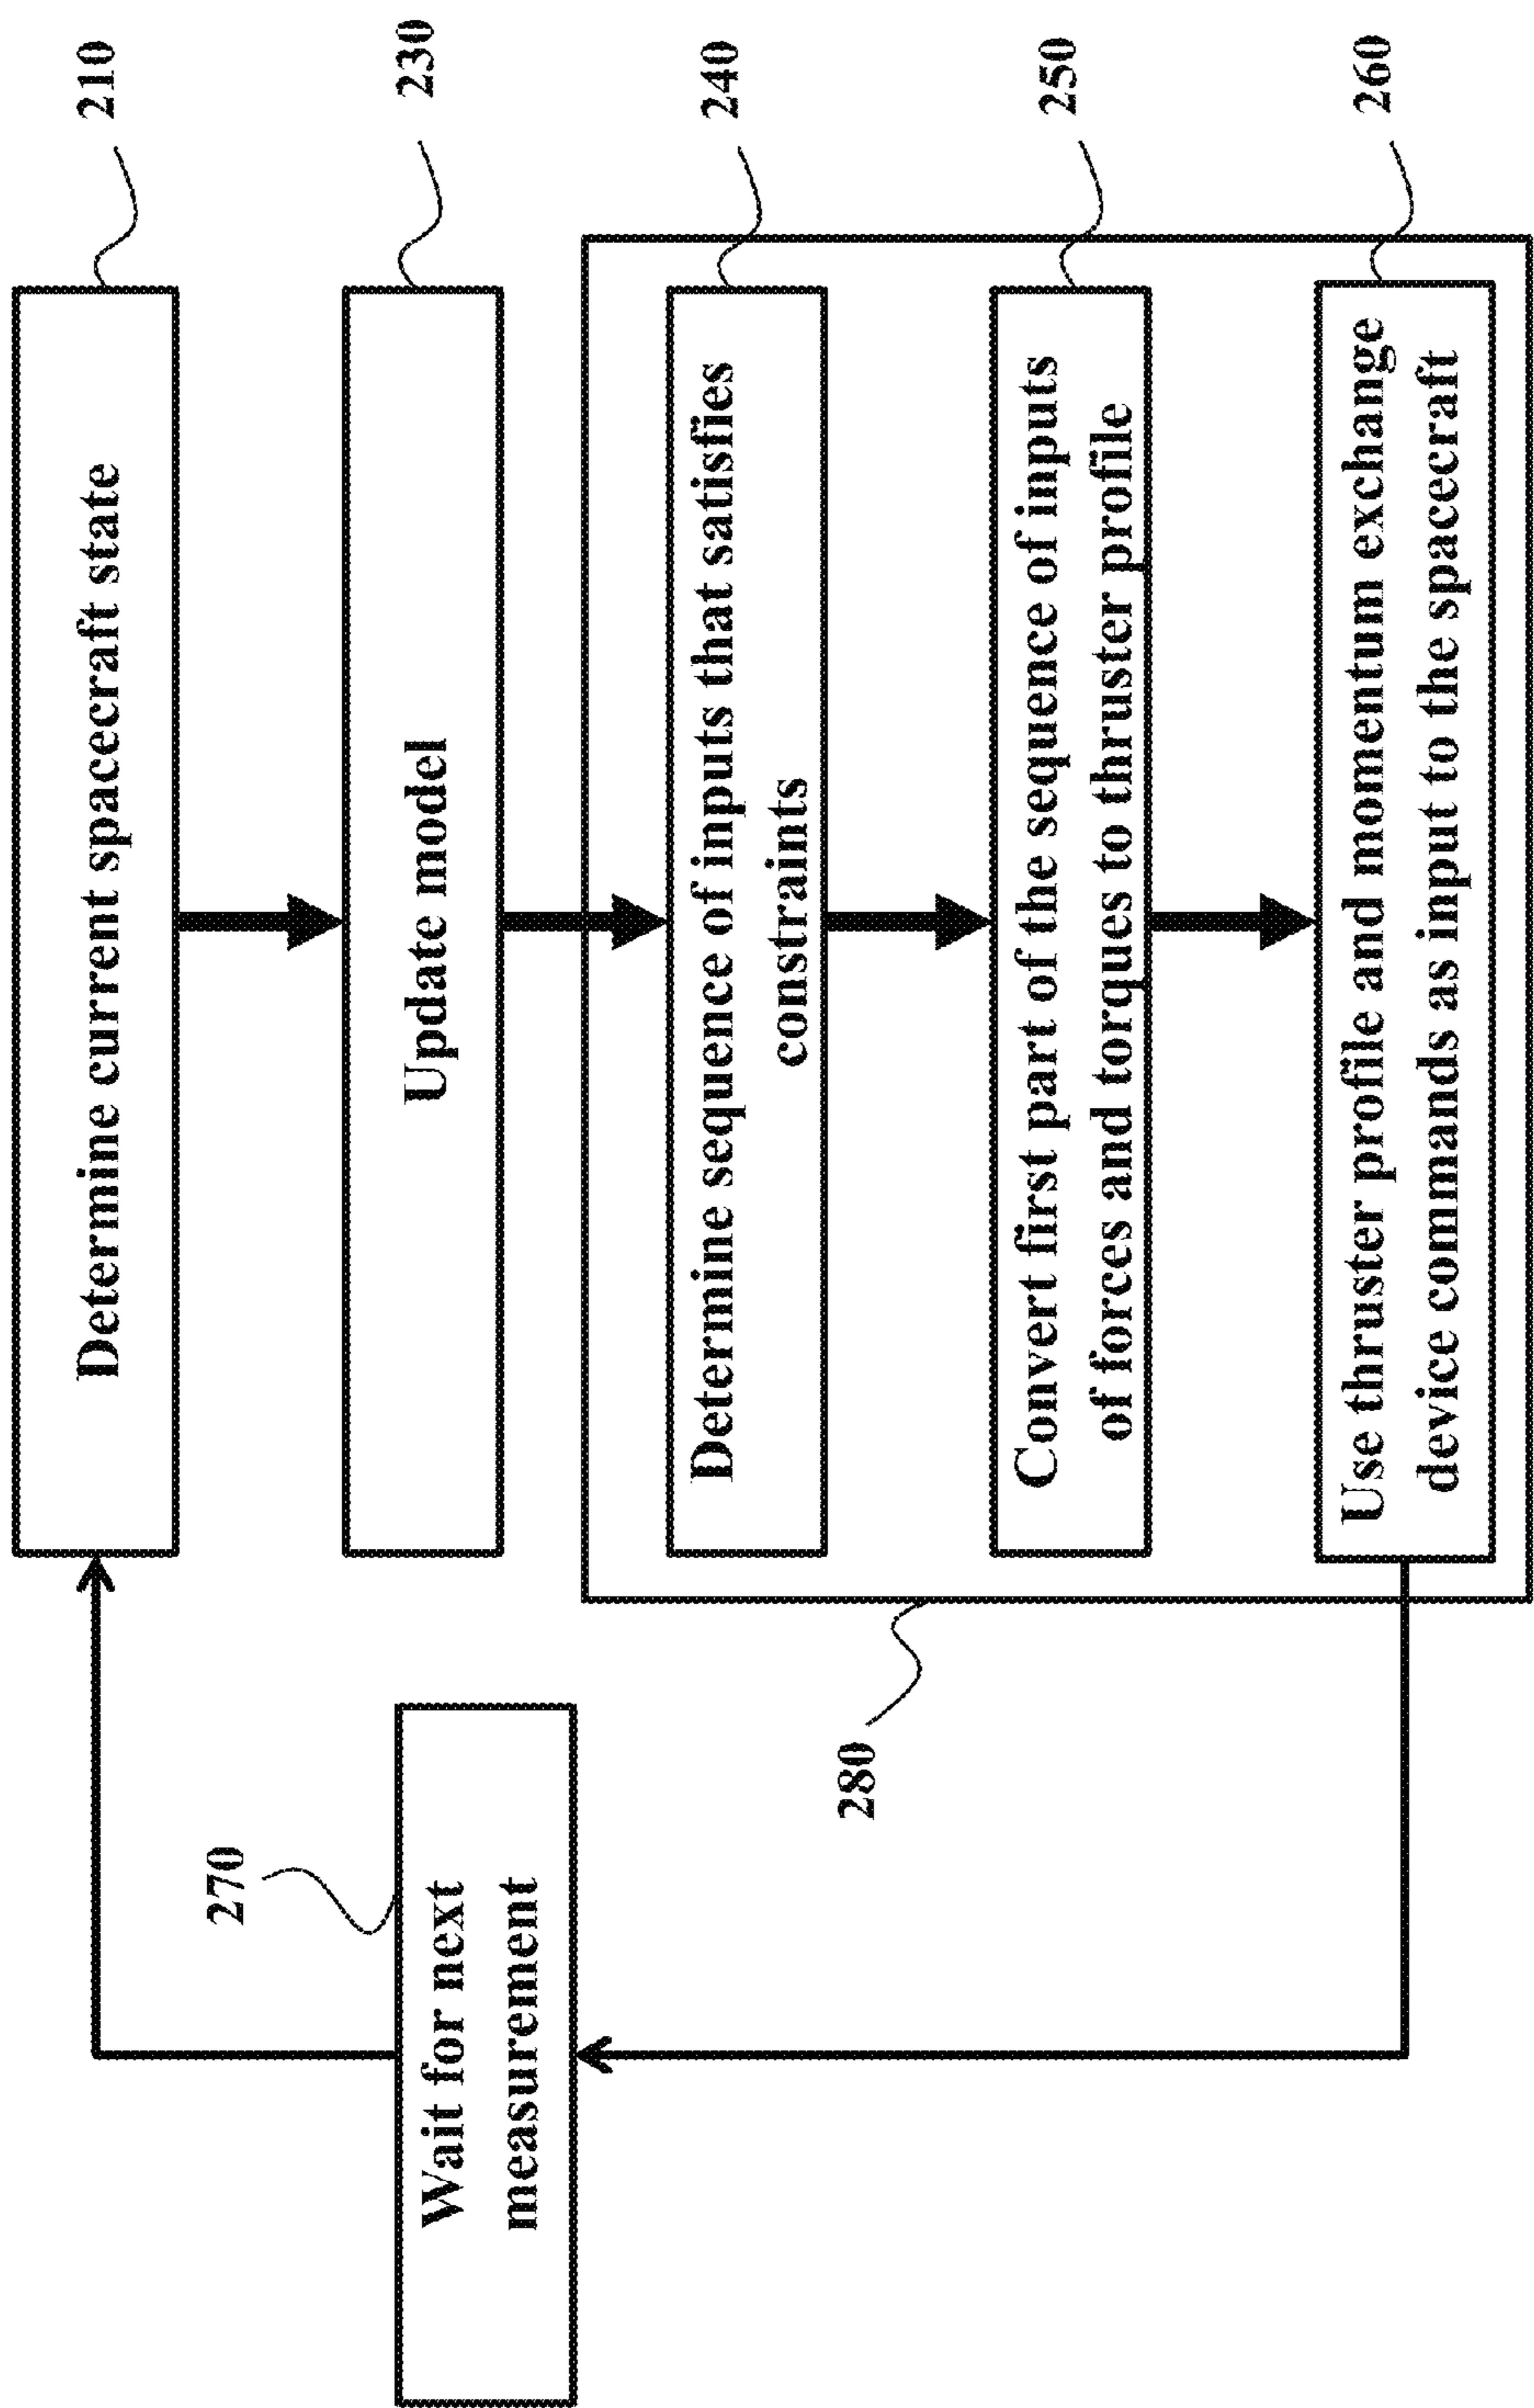 Determine current spacecraft state
210
Update model
230
Determine sequence of inputs that satisfies
constraints
240
Convert first part of the sequence of inputs
of forces and torques to thruster profile
250
Use thruster profile and momentum exchange
device commands as input to the spacecraft
260
270
Wait for next
measurement
280